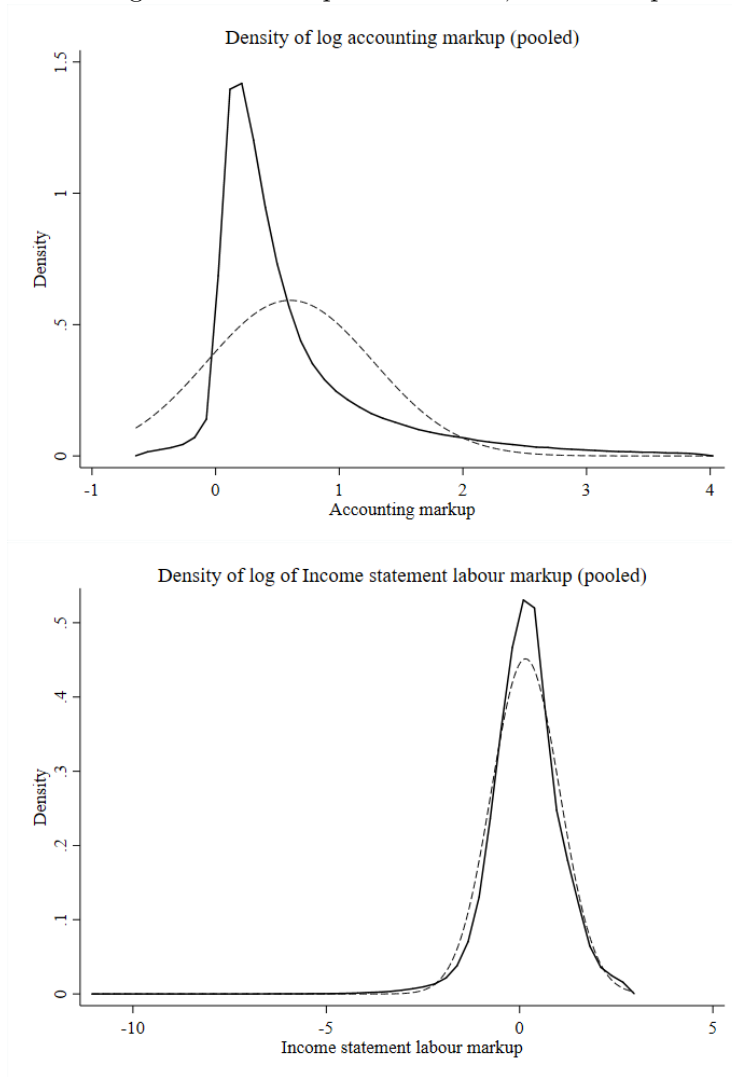 Density of log accounting markup (pooled)
1.5
1
.5
0
Density
-1 0 1 2 3 4
Accounting markup
Density of log of Income statement labour markup (pooled)
.5
.4
.3
.2
.1
0
Density
-10 -5 0 5
Income statement labour markup